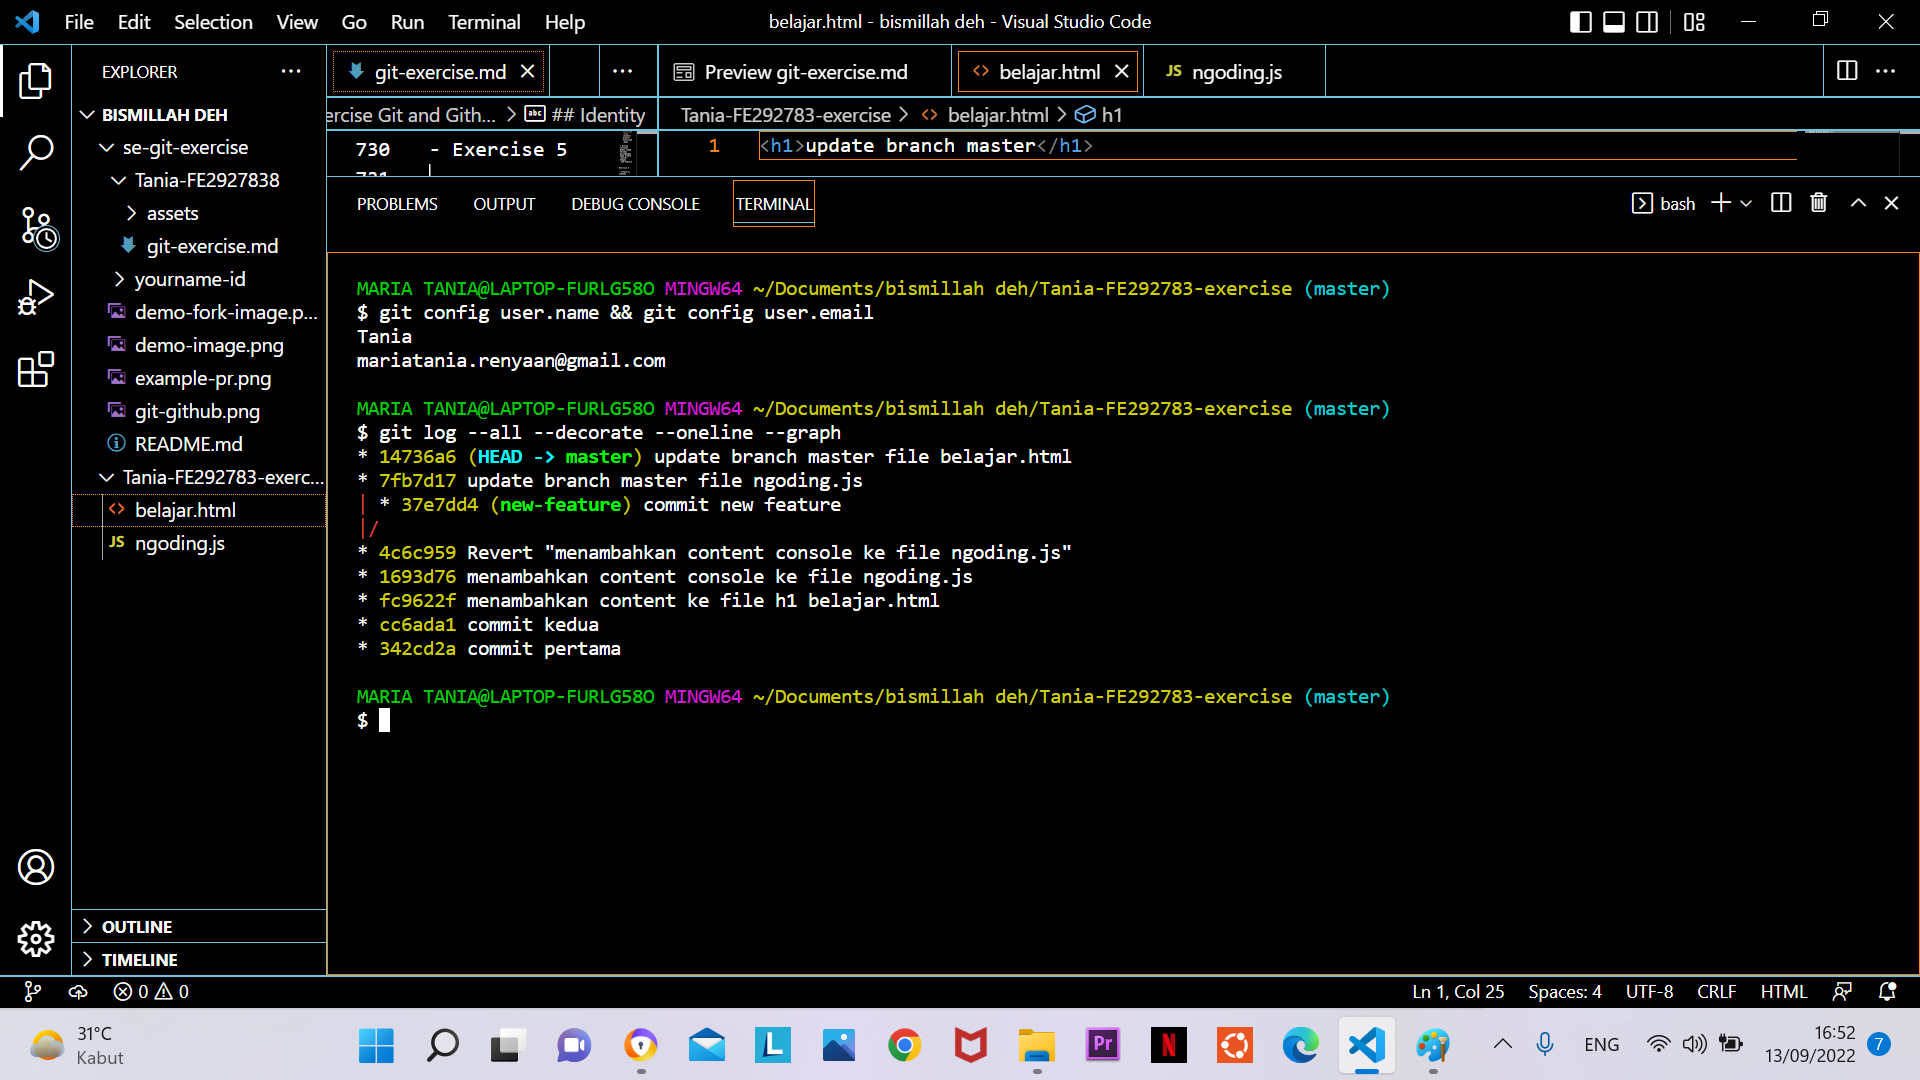 File Edit Selection View Go Run Terminal Help
belajar.html - bismillah deh - Visual Studio Code
EXPLORER
BISMILLAH DEH
se-git-exercise
Tania-FE2927838
assets
git-exercise.md
yourname-id
demo-fork-image.p...
demo-image.png
example-pr.png
git-github.png
README.md
Tania-FE292783-exerc...
belajar.html
JS ngoding.js
OUTLINE
TIMELINE
git-exercise.md
Preview git-exercise.md
belajar.html
JS ngoding.js
ercise Git and Gith... > abc ## Identity
Tania-FE292783-exercise > belajar.html > h1
730 - Exercise 5
1 <h1>update branch master</h1>
PROBLEMS OUTPUT DEBUG CONSOLE TERMINAL
bash
MARIA TANIA@LAPTOP-FURLG58O MINGW64 ~/Documents/bismillah deh/Tania-FE292783-exercise (master)
$ git config user.name && git config user.email
Tania
mariatania.renyaan@gmail.com
MARIA TANIA@LAPTOP-FURLG58O MINGW64 ~/Documents/bismillah deh/Tania-FE292783-exercise (master)
$ git log --all --decorate --oneline --graph
* 14736a6 (HEAD -> master) update branch master file belajar.html
* 7fb7d17 update branch master file ngoding.js
| * 37e7dd4 (new-feature) commit new feature
|/
* 4c6c959 Revert "menambahkan content console ke file ngoding.js"
* 1693d76 menambahkan content console ke file ngoding.js
* fc9622f menambahkan content ke file h1 belajar.html
* cc6ada1 commit kedua
* 342cd2a commit pertama
MARIA TANIA@LAPTOP-FURLG58O MINGW64 ~/Documents/bismillah deh/Tania-FE292783-exercise (master)
$
0 0
Ln 1, Col 25 Spaces: 4 UTF-8 CRLF HTML
31°C
Kabut
L
Pr
N
ENG
16:52
13/09/2022
7